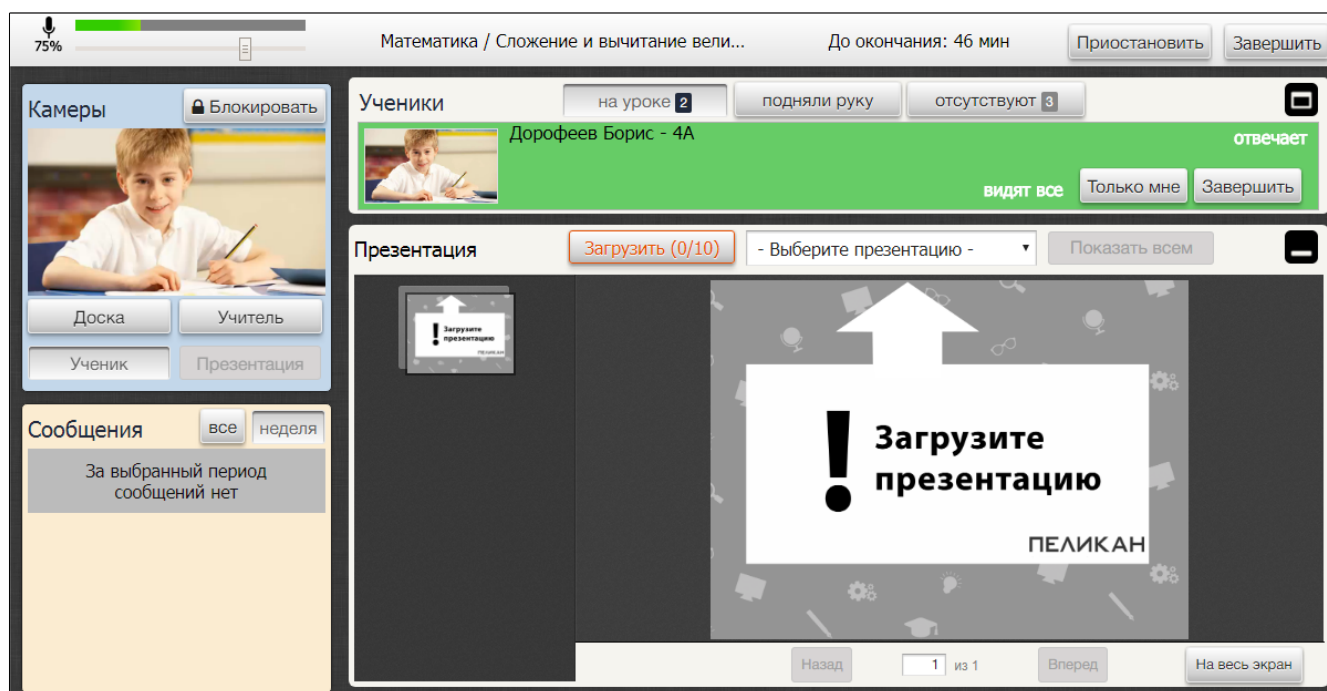 75%
Математика / Сложение и вычитание вели...
До окончания: 46 мин
Приостановить
Завершить
Камеры
Блокировать
Доска
Учитель
Ученик
Презентация
Сообщения
все
неделя
За выбранный период
сообщений нет
Ученики
на уроке 2
подняли руку
отсутствуют 3
Дорофеев Борис - 4А
отвечает
видят все
Только мне
Завершить
Презентация
Загрузить (0/10)
- Выберите презентацию -
Показать всем
! Загрузите
презентацию
ПЕЛИКАН
! Загрузите
презентацию
ПЕЛИКАН
Назад
1 из 1
Вперед
На весь экран